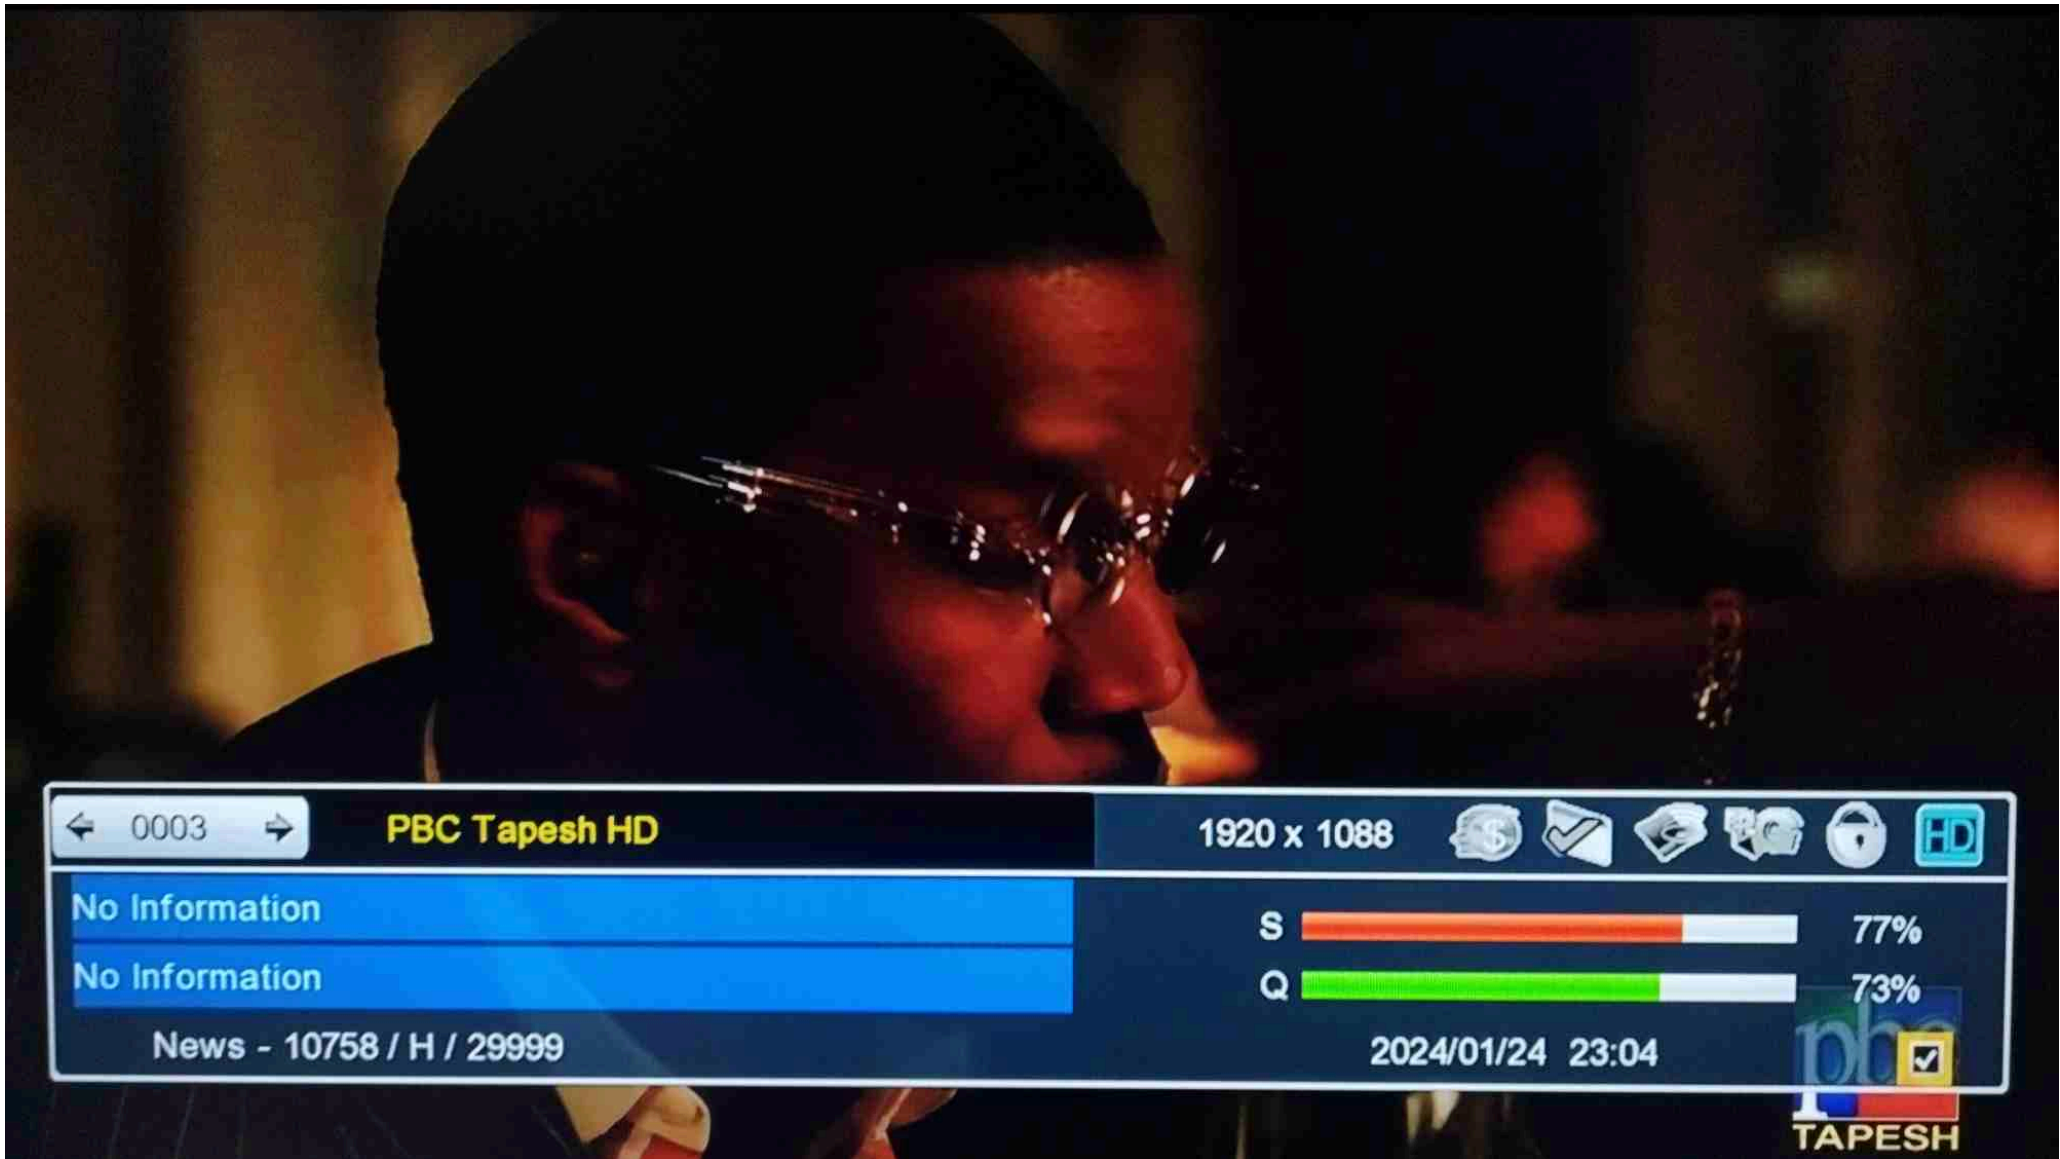 0003
PBC Tapesh HD
1920 x 1088
HD
No Information
No Information
S 77%
Q 73%
News - 10758 / H / 29999
2024/01/24 23:04
pbc
TAPESH